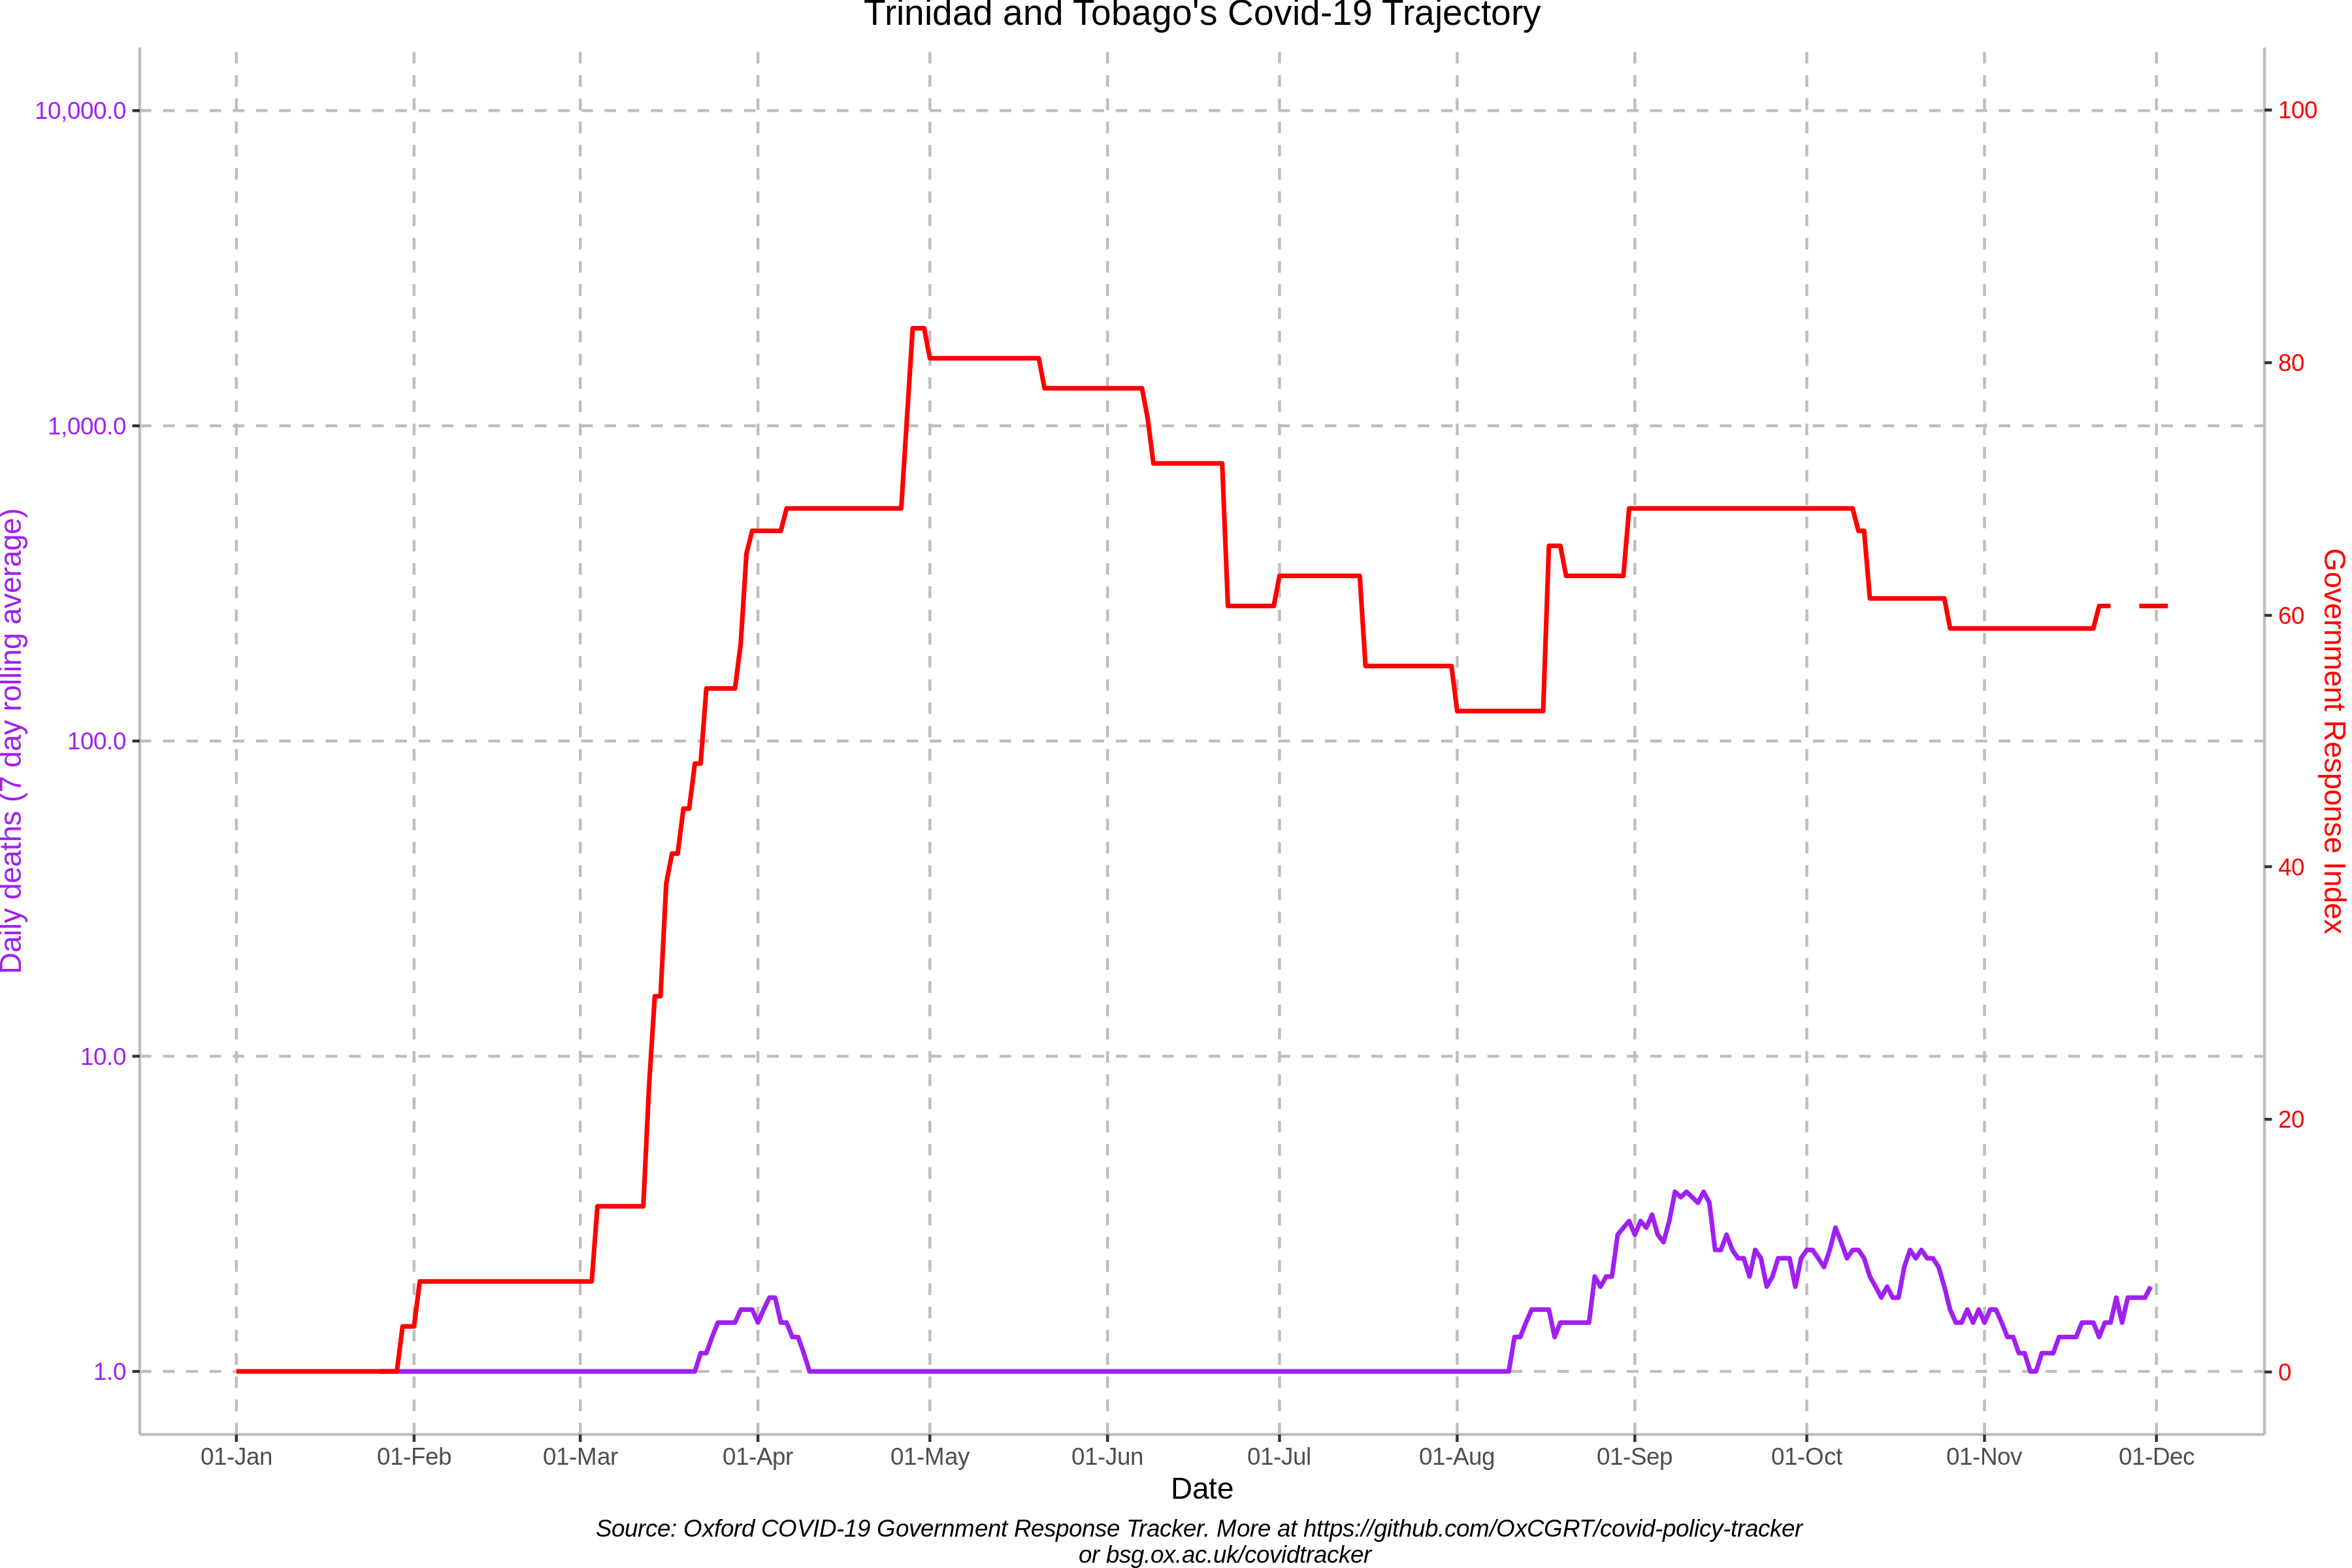 Trinidad and Tobago's Covid-19 Trajectory
10,000.0
1,000.0
100.0
10.0
1.0
Daily deaths (7 day rolling average)
100
80
60
40
20
0
Government Response Index
01-Jan 01-Feb 01-Mar 01-Apr 01-May 01-Jun 01-Jul 01-Aug 01-Sep 01-Oct 01-Nov 01-Dec
Date
Source: Oxford COVID-19 Government Response Tracker. More at https://github.com/OxCGRT/covid-policy-tracker
or bsg.ox.ac.uk/covidtracker